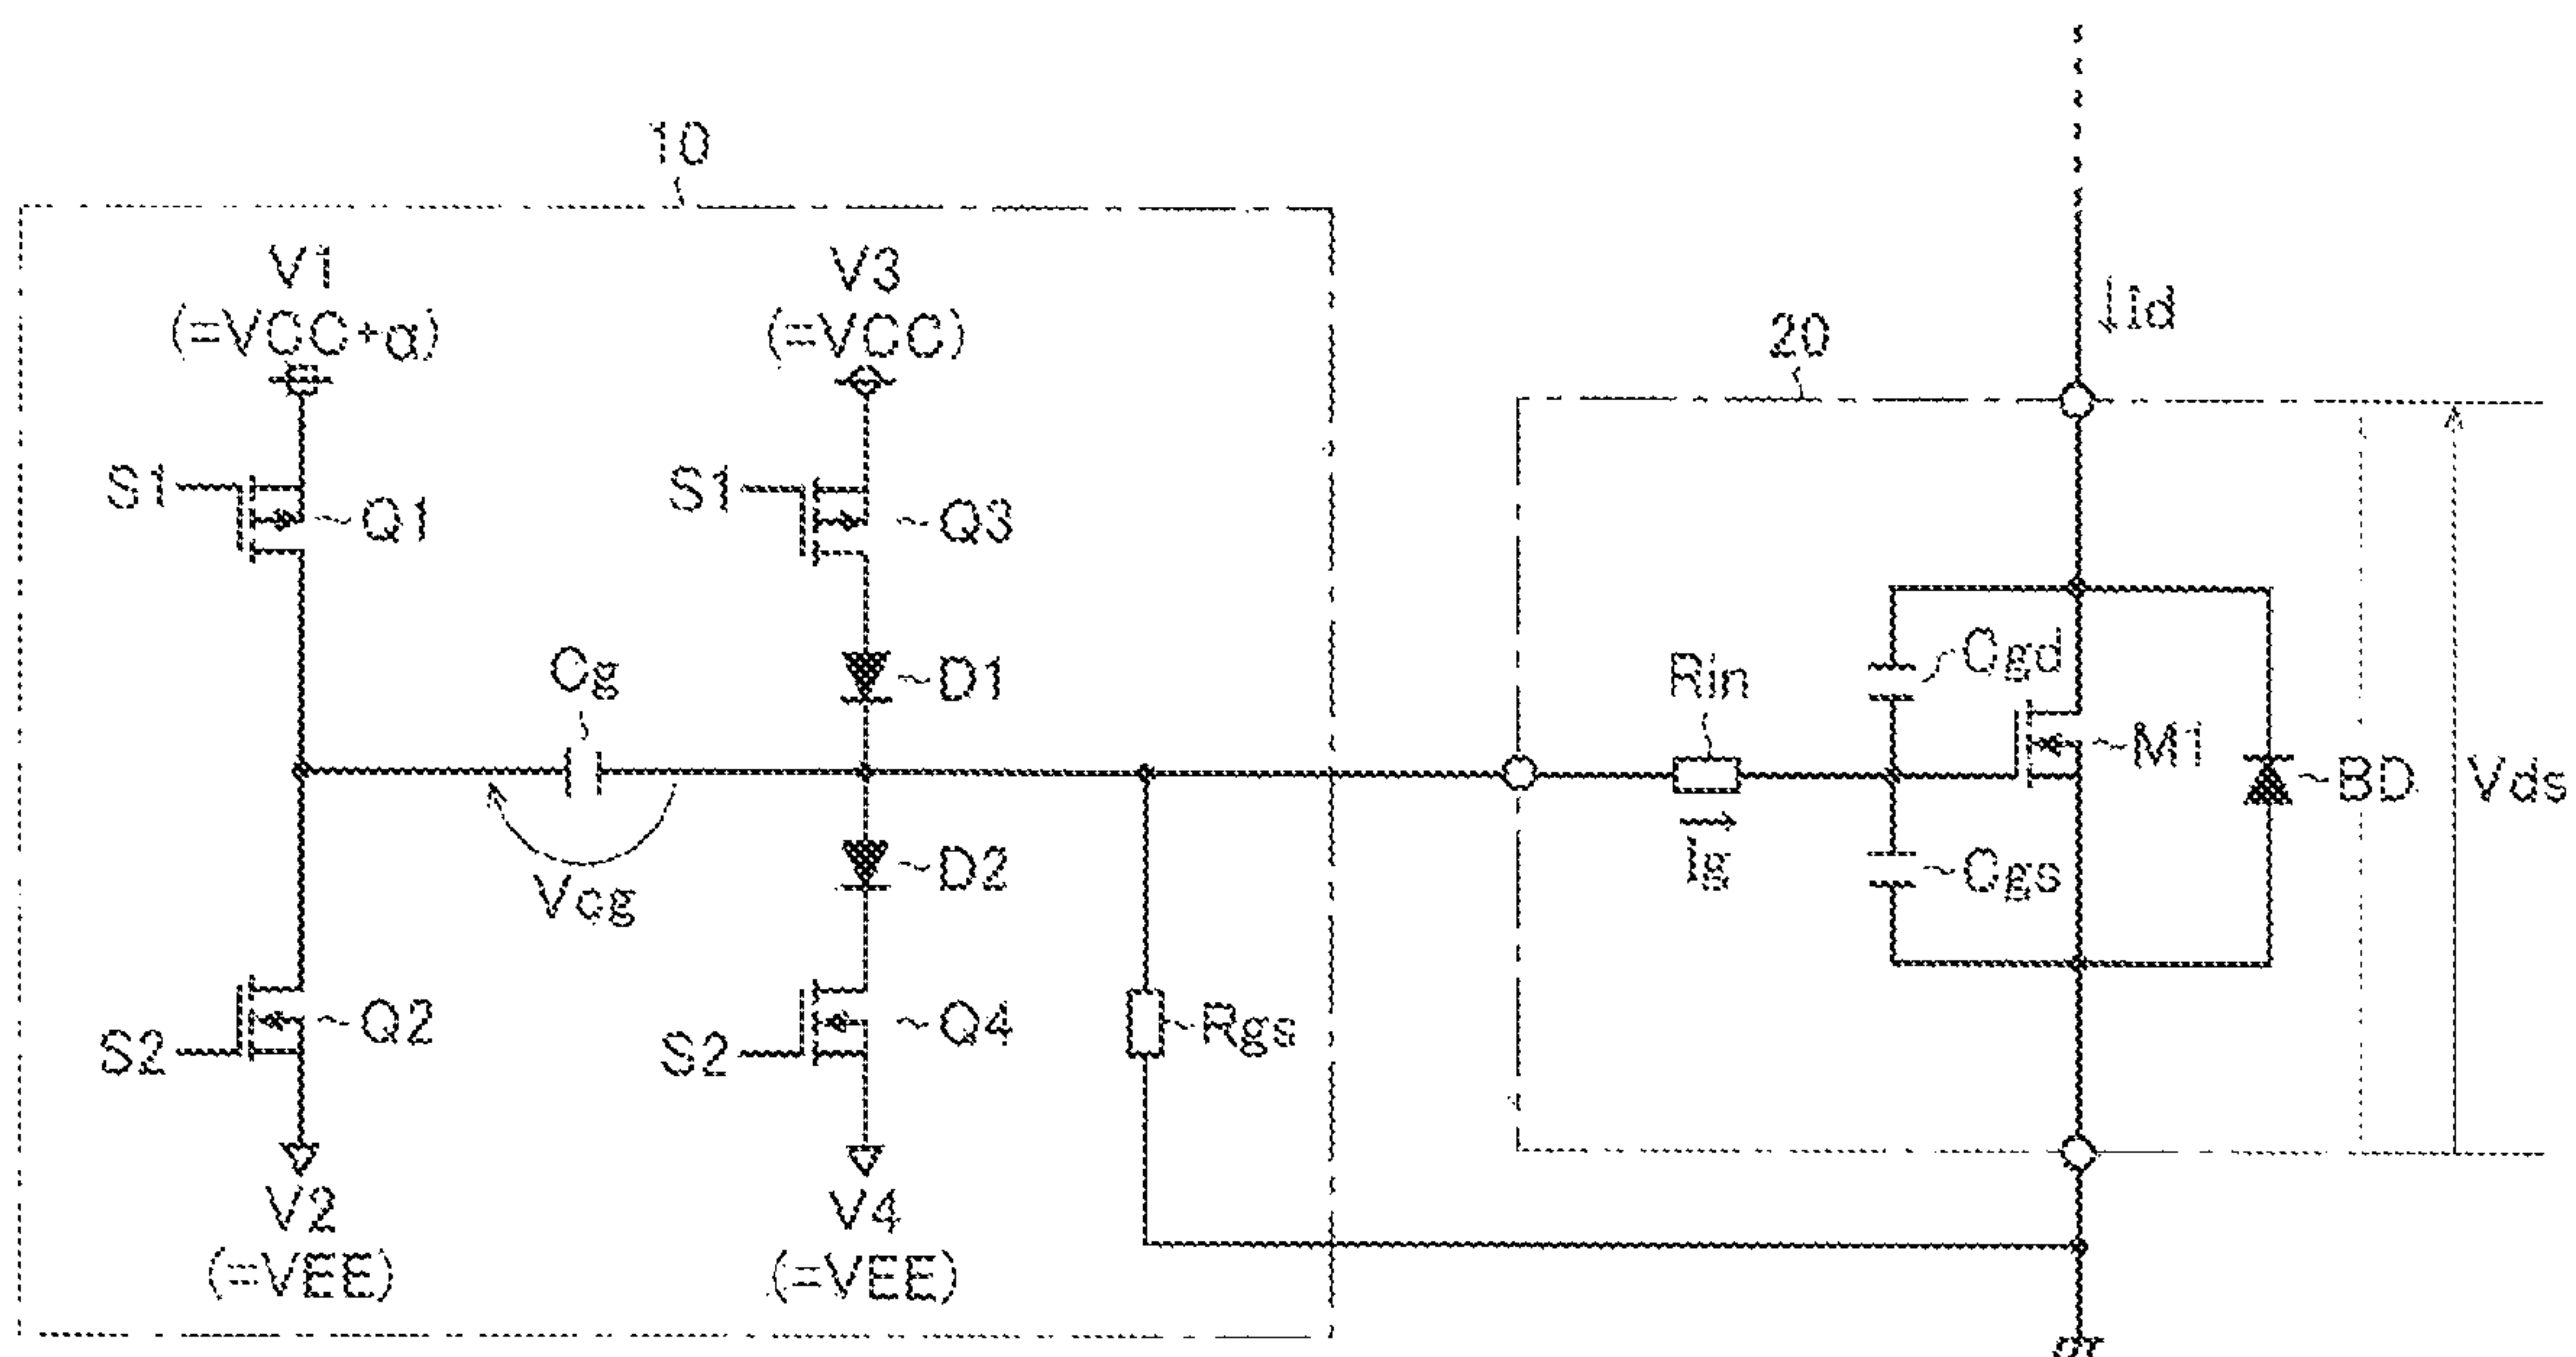 10
V1
(=VCC+α)
V3
(=VCC)
S1
Q1
S1
Q3
D1
Cg
Vcg
D2
S2
Q2
S2
Q4
Rgs
V2
(=VEE)
V4
(=VEE)
20
Id
Rin
Ig
Cgd
M1
Cgs
BD
Vds